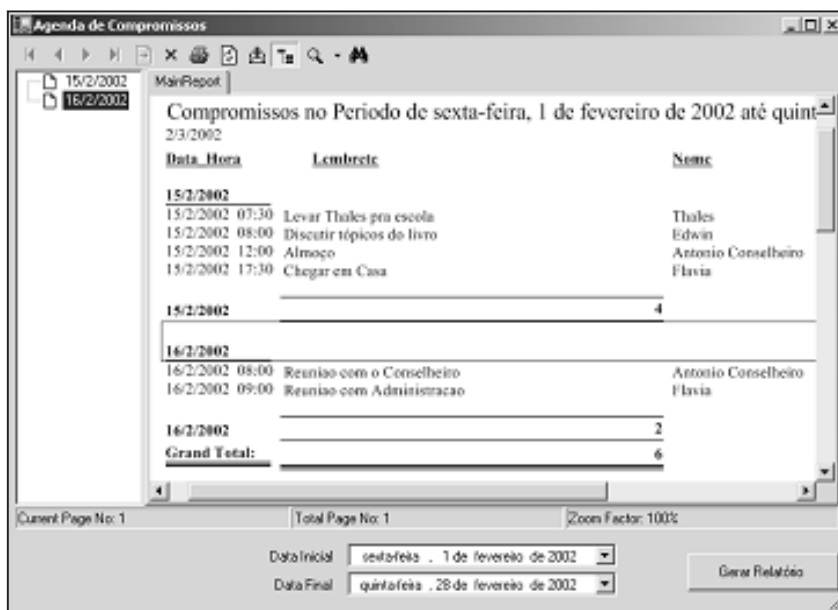 Agenda de Compromissos
15/2/2002
16/2/2002
MainReport
Compromissos no Periodo de sexta-feira, 1 de fevereiro de 2002 até quint
2/3/2002
Data_Hora Lembrete Nome
15/2/2002
15/2/2002 07:30 Levar Thales pra escola Thales
15/2/2002 08:00 Discutir tópicos do livro Edwin
15/2/2002 12:00 Almoço Antonio Conselheiro
15/2/2002 17:30 Chegar em Casa Flavia
15/2/2002 4
16/2/2002
16/2/2002 08:00 Reuniao com o Conselheiro Antonio Conselheiro
16/2/2002 09:00 Reuniao com Administracao Flavia
16/2/2002 2
Grand Total: 6
Current Page No: 1 Total Page No: 1 Zoom Factor: 100%
Data Inicial sexta-feira , 1 de fevereiro de 2002
Data Final quinta-feira , 28 de fevereiro de 2002
Gerar Relatório